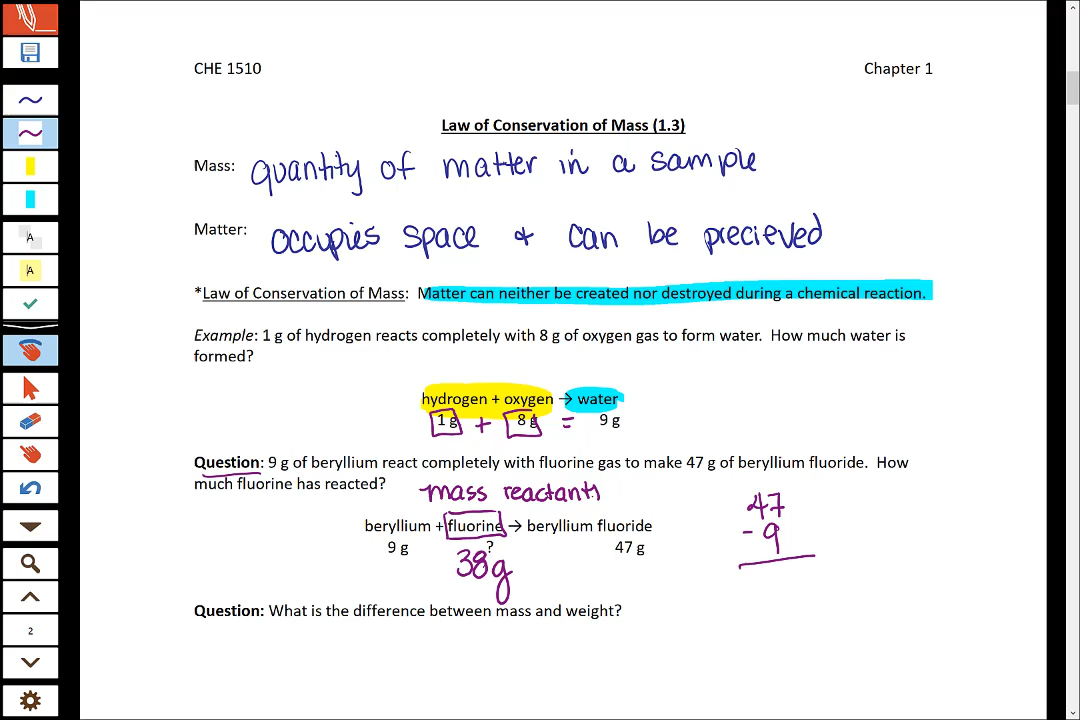 CHE 1510 Chapter 1
Law of Conservation of Mass (1.3)
Mass: quantity of matter in a sample
Matter: occupies space + can be precieved
*Law of Conservation of Mass: Matter can neither be created nor destroyed during a chemical reaction.
Example: 1 g of hydrogen reacts completely with 8 g of oxygen gas to form water. How much water is
formed?
hydrogen + oxygen → water
1 g + 8 g = 9 g
Question: 9 g of beryllium react completely with fluorine gas to make 47 g of beryllium fluoride. How
much fluorine has reacted?
mass reactants
47
- 9
beryllium + fluorine → beryllium fluoride
9 g ? 47 g
38g
Question: What is the difference between mass and weight?
A
A
2